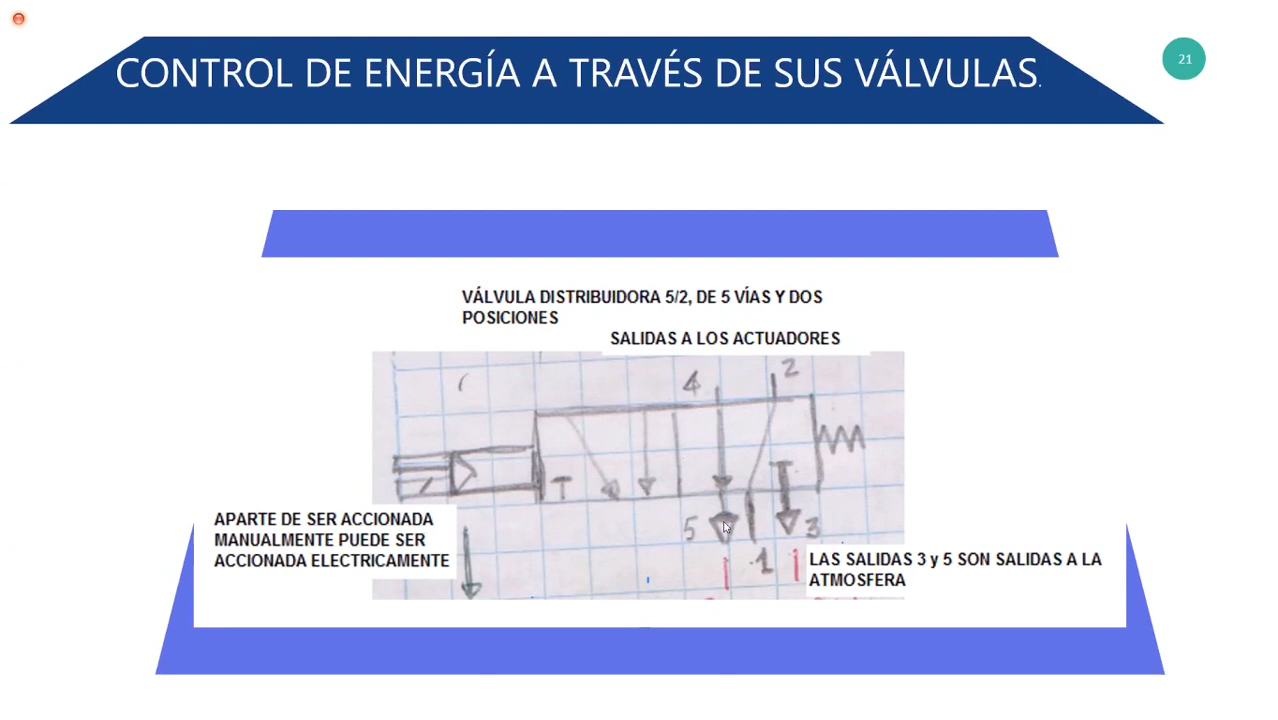 CONTROL DE ENERGÍA A TRAVÉS DE SUS VÁLVULAS.
21
VÁLVULA DISTRIBUIDORA 5/2, DE 5 VÍAS Y DOS
POSICIONES
SALIDAS A LOS ACTUADORES
4
2
5
3
1
APARTE DE SER ACCIONADA
MANUALMENTE PUEDE SER
ACCIONADA ELECTRICAMENTE
LAS SALIDAS 3 y 5 SON SALIDAS A LA
ATMOSFERA